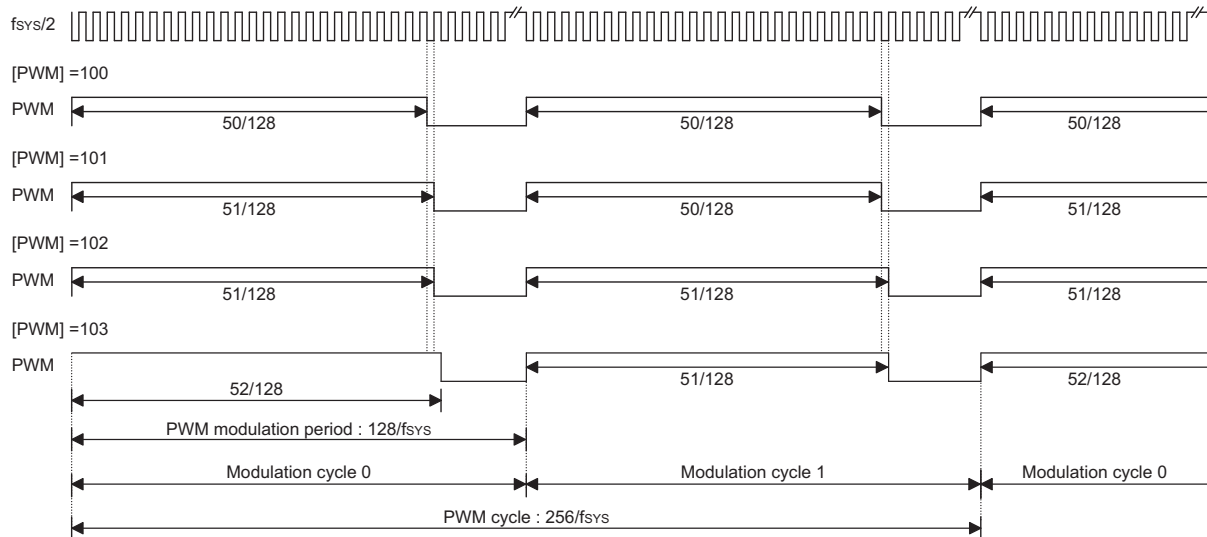 fSYS/2
[PWM] =100
PWM
50/128 50/128 50/128
[PWM] =101
PWM
51/128 50/128 51/128
[PWM] =102
PWM
51/128 51/128 51/128
[PWM] =103
PWM
52/128 51/128 52/128
PWM modulation period : 128/fSYS
Modulation cycle 0 Modulation cycle 1 Modulation cycle 0
PWM cycle : 256/fSYS